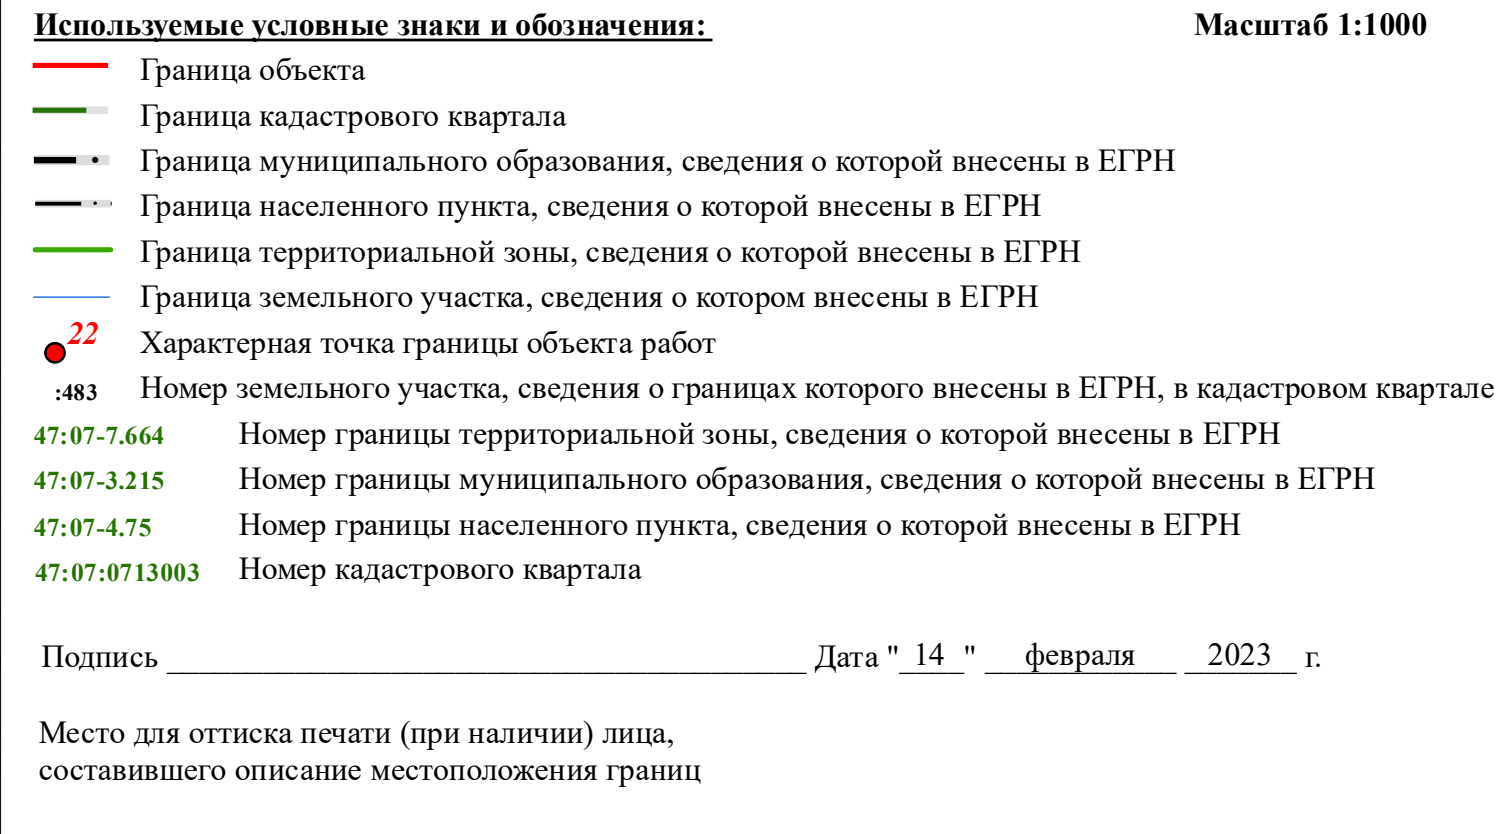 Используемые условные знаки и обозначения: Масштаб 1:1000
Граница объекта
Граница кадастрового квартала
Граница муниципального образования, сведения о которой внесены в ЕГРН
Граница населенного пункта, сведения о которой внесены в ЕГРН
Граница территориальной зоны, сведения о которой внесены в ЕГРН
Граница земельного участка, сведения о котором внесены в ЕГРН
22 Характерная точка границы объекта работ
:483 Номер земельного участка, сведения о границах которого внесены в ЕГРН, в кадастровом квартале
47:07-7.664 Номер границы территориальной зоны, сведения о которой внесены в ЕГРН
47:07-3.215 Номер границы муниципального образования, сведения о которой внесены в ЕГРН
47:07-4.75 Номер границы населенного пункта, сведения о которой внесены в ЕГРН
47:07:0713003 Номер кадастрового квартала
Подпись ________________________________________ Дата "_14_" ____февраля____ __2023__ г.
Место для оттиска печати (при наличии) лица,
составившего описание местоположения границ